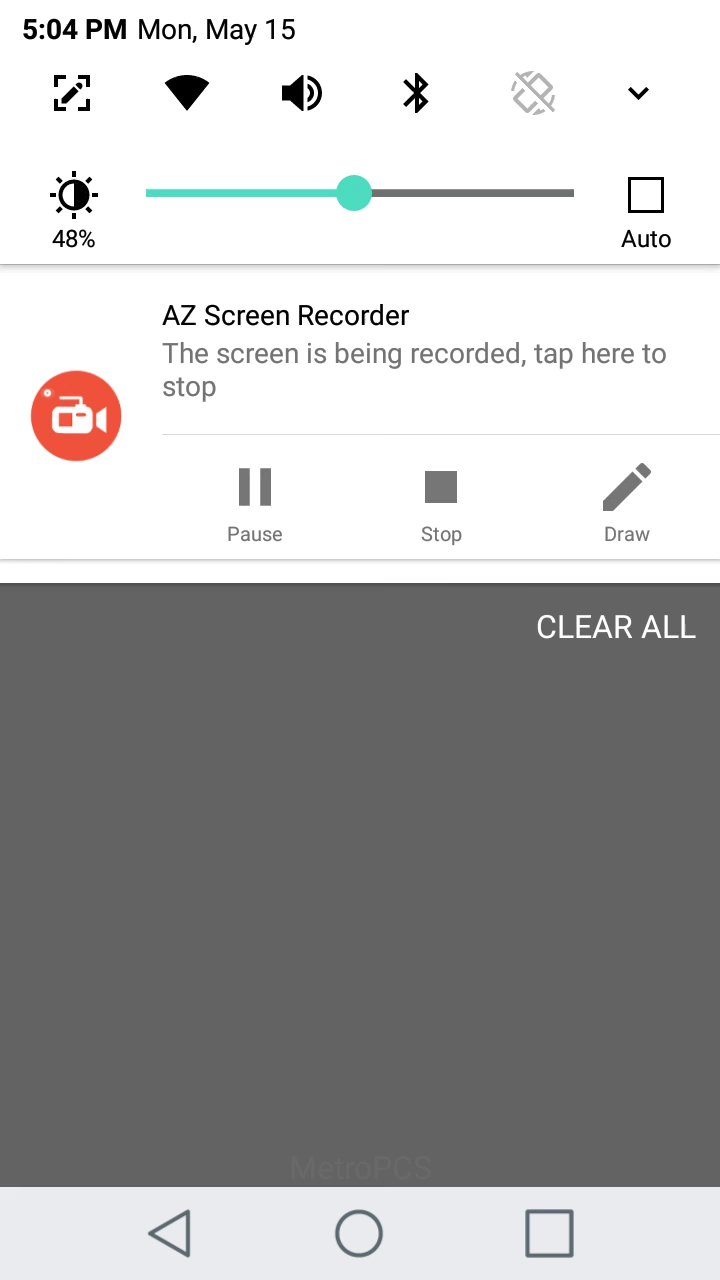 5:04 PM Mon, May 15
48%
Auto
AZ Screen Recorder
The screen is being recorded, tap here to
stop
Pause
Stop
Draw
CLEAR ALL
MetroPCS